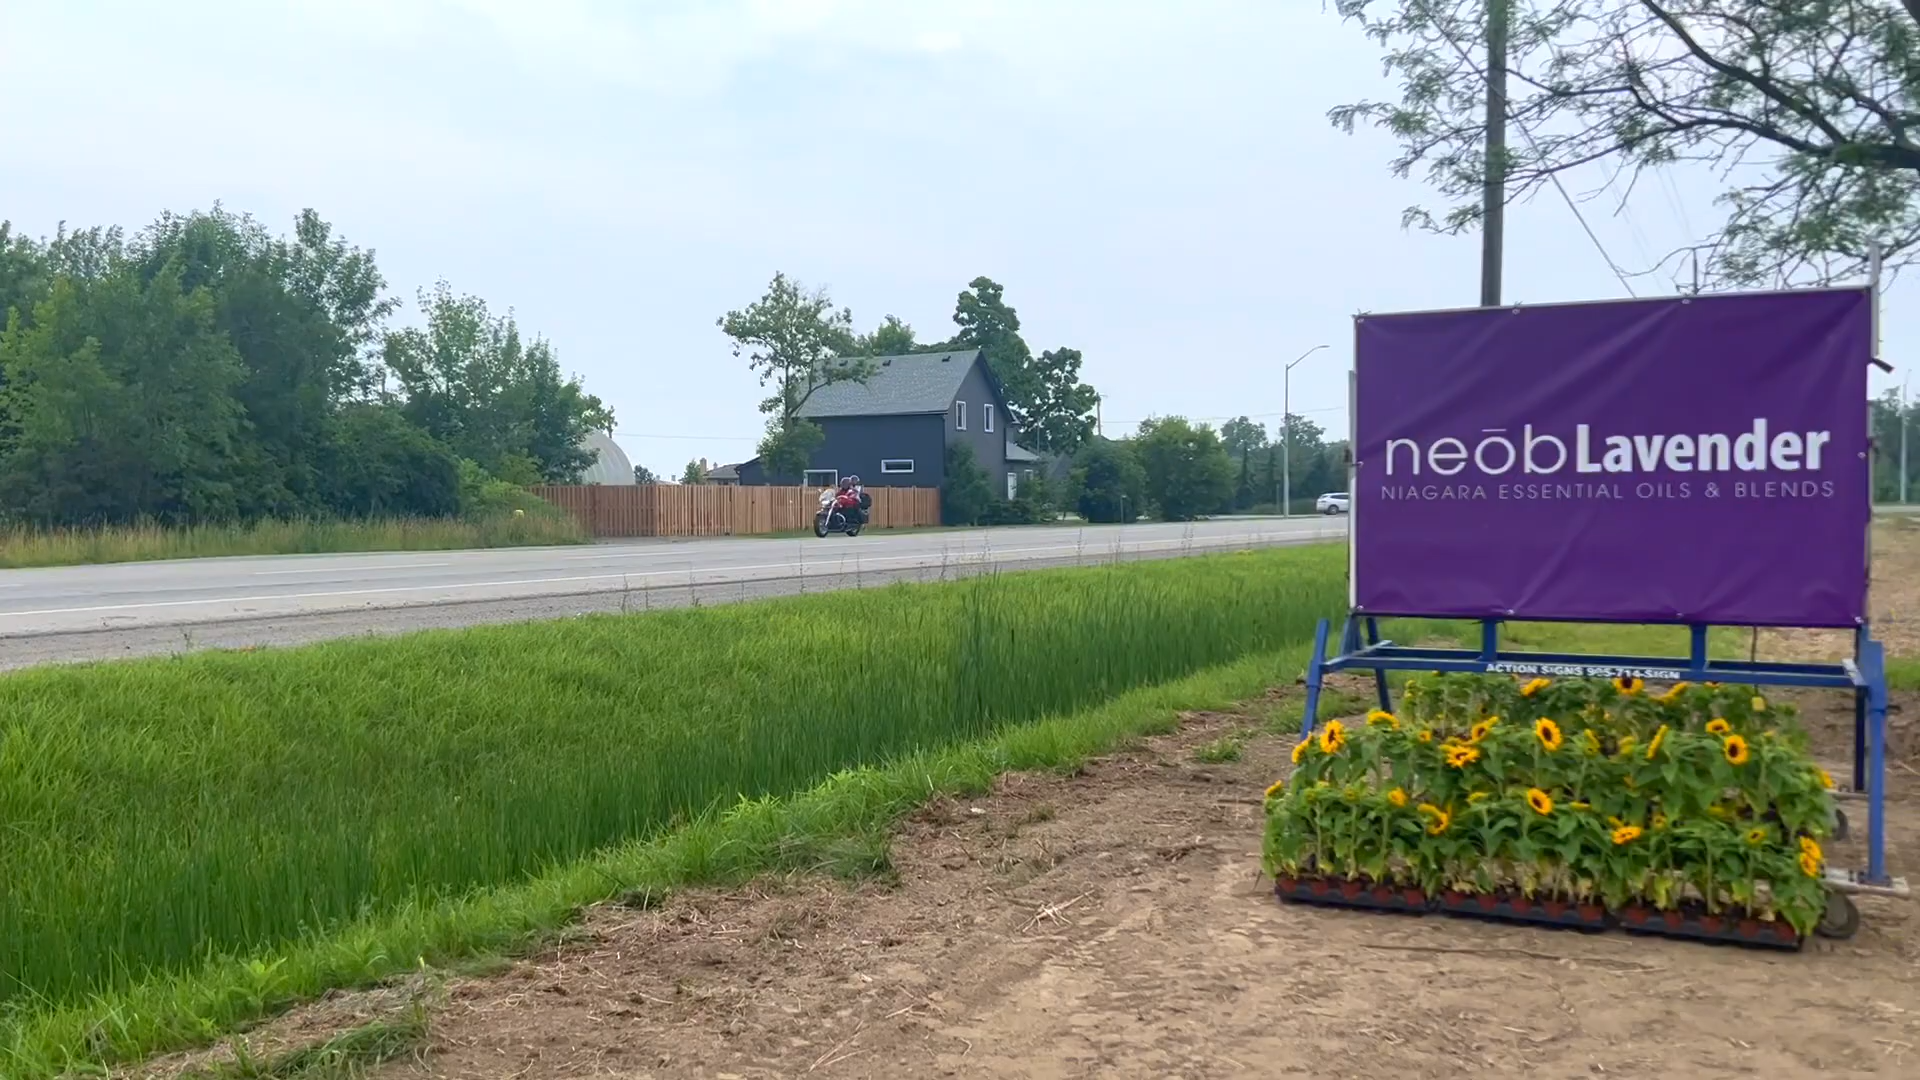 neōbLavender
NIAGARA ESSENTIAL OILS & BLENDS
ACTION SIGNS 905-714-SIGN